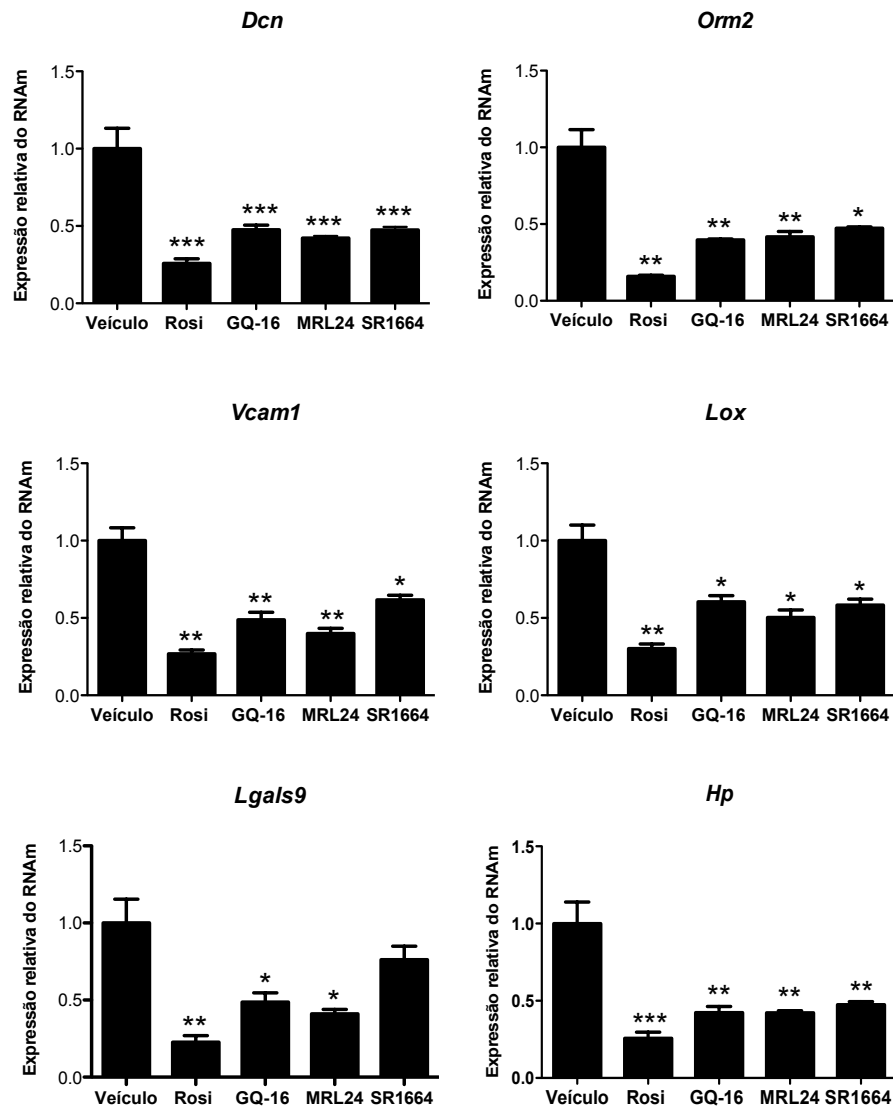 Dcn
Expressão relativa do RNAm
1.5
1.0
0.5
0.0
***
***
***
***
Veículo Rosi GQ-16 MRL24 SR1664
Orm2
Expressão relativa do RNAm
1.5
1.0
0.5
0.0
**
**
**
*
Veículo Rosi GQ-16 MRL24 SR1664
Vcam1
Expressão relativa do RNAm
1.5
1.0
0.5
0.0
**
**
**
*
Veículo Rosi GQ-16 MRL24 SR1664
Lox
Expressão relativa do RNAm
1.5
1.0
0.5
0.0
**
*
*
*
Veículo Rosi GQ-16 MRL24 SR1664
Lgals9
Expressão relativa do RNAm
1.5
1.0
0.5
0.0
**
*
*
Veículo Rosi GQ-16 MRL24 SR1664
Hp
Expressão relativa do RNAm
1.5
1.0
0.5
0.0
***
**
**
**
Veículo Rosi GQ-16 MRL24 SR1664